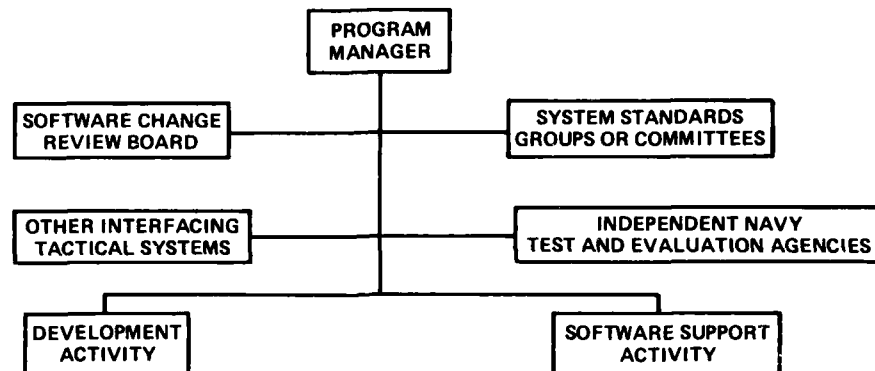 PROGRAM
MANAGER
SOFTWARE CHANGE
REVIEW BOARD
SYSTEM STANDARDS
GROUPS OR COMMITTEES
OTHER INTERFACING
TACTICAL SYSTEMS
INDEPENDENT NAVY
TEST AND EVALUATION AGENCIES
DEVELOPMENT
ACTIVITY
SOFTWARE SUPPORT
ACTIVITY